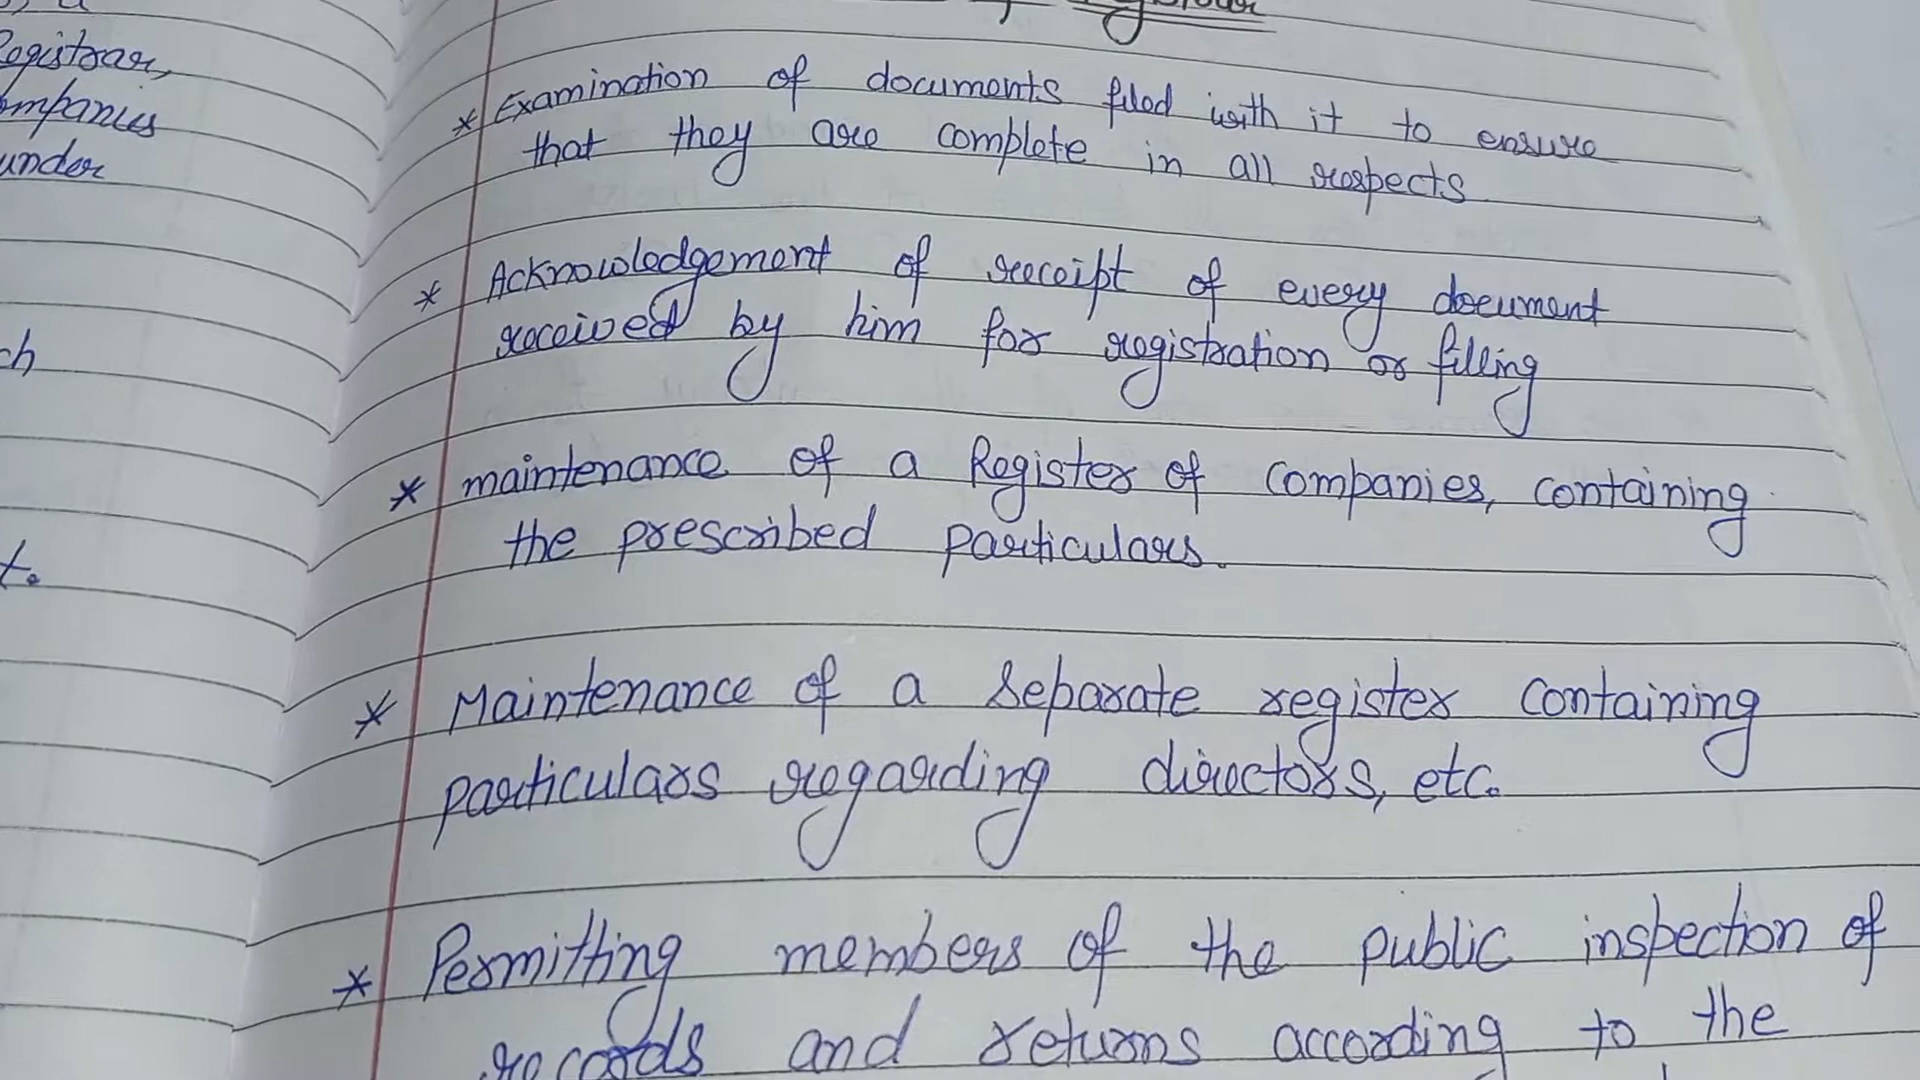 Registrar,
ompanies
under
ch
t.
* Examination of documents filed with it to ensure
that they are complete in all respects
* Acknowledgement of receipt of every document
received by him for registration or filling
* maintenance of a Register of Companies, containing
the prescribed particulars.
* Maintenance of a separate register containing
particulars regarding directors, etc.
* Permitting members of the public inspection of
records and returns according to the